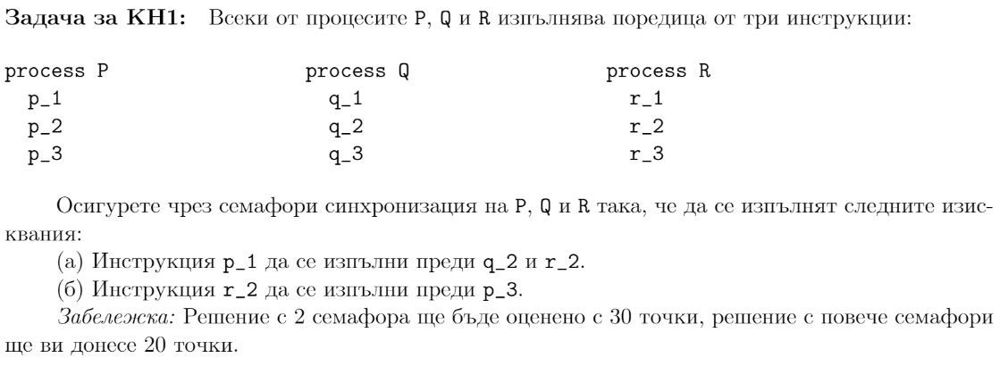 Задача за КН1: Всеки от процесите P, Q и R изпълнява поредица от три инструкции:
process P process Q process R
p_1 q_1 r_1
p_2 q_2 r_2
p_3 q_3 r_3
Осигурете чрез семафори синхронизация на P, Q и R така, че да се изпълнят следните изис-
квания:
(а) Инструкция p_1 да се изпълни преди q_2 и r_2.
(б) Инструкция r_2 да се изпълни преди p_3.
Забележка: Решение с 2 семафора ще бъде оценено с 30 точки, решение с повече семафори
ще ви донесе 20 точки.